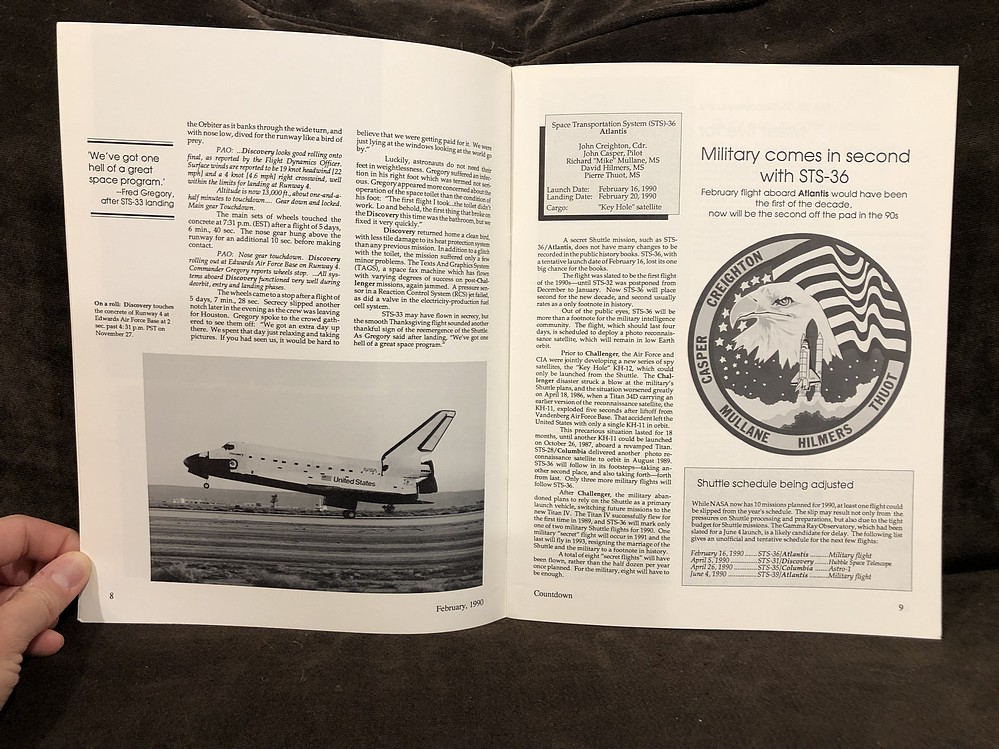 the Orbiter as it banks through the wide turn, and
with nose low, dived for the runway like a bird of
prey.
PAO: ...Discovery looks good rolling onto
final, as reported by the Flight Dynamics Officer.
Surface winds are reported to be 19 knot headwind [22
mph] and a 4 knot [4.6 mph] right crosswind, well
within the limits for landing at Runway 4.
Altitude is now 13,000 ft., about one-and-a-
half minutes to touchdown.... Gear down and locked.
Main gear Touchdown.
The main sets of wheels touched the
concrete at 7:31 p.m. (EST) after a flight of 5 days,
6 min., 40 sec. The nose gear hung above the
runway for an additional 10 sec. before making
contact.
PAO: Nose gear touchdown. Discovery
rolling out at Edwards Air Force Base on Runway 4.
Commander Gregory reports wheels stop. ...All sys-
tems aboard Discovery functioned very well during
deorbit, entry and landing phases.
The wheels came to a stop after a flight of
5 days, 7 min., 28 sec. Secrecy slipped another
notch later in the evening as the crew was leaving
for Houston. Gregory spoke to the crowd gath-
ered to see them off: "We got an extra day up
there. We spent that day just relaxing and taking
pictures. If you had seen us, it would be hard to
'We've got one
hell of a great
space program.'
--Fred Gregory,
after STS-33 landing
On a roll: Discovery touches
the concrete of Runway 4 at
Edwards Air Force Base at 2
sec. past 4:31 p.m. PST on
November 27.
believe that we were getting paid for it. We were
just lying at the windows looking at the world go
by."
Luckily, astronauts do not need their
feet in weightlessness. Gregory suffered an infec-
tion in his right foot which was termed not seri-
ous. Gregory appeared more concerned about the
operation of the space toilet than the condition of
his foot: "The first flight I took...the toilet didn't
work. Lo and behold, the first thing that broke on
the Discovery this time was the bathroom, but we
fixed it very quickly."
Discovery returned home a clean bird,
with less tile damage to its heat protection system
than any previous mission. In addition to a glitch
with the toilet, the mission suffered only a few
minor problems. The Texts And Graphics System
(TAGS), a space fax machine which has flown
with varying degrees of success on post-Chal-
lenger missions, again jammed. A pressure sen-
sor in a Reaction Control System (RCS) jet failed,
as did a valve in the electricity-production fuel
cell system.
STS-33 may have flown in secrecy, but
the smooth Thanksgiving flight sounded another
thankful sign of the reemergence of the Shuttle.
As Gregory said after landing, "We've got one
hell of a great space program."
United States
8
February, 1990
Space Transportation System (STS)-36
Atlantis
John Creighton, Cdr.
John Casper, Pilot
Richard "Mike" Mullane, MS
David Hilmers, MS
Pierre Thuot, MS
Launch Date: February 16, 1990
Landing Date: February 20, 1990
Cargo: "Key Hole" satellite
Military comes in second
with STS-36
February flight aboard Atlantis would have been
the first of the decade,
now will be the second off the pad in the 90s
A secret Shuttle mission, such as STS-
36/Atlantis, does not have many changes to be
recorded in the public history books. STS-36, with
a tentative launch date of February 16, lost its one
big chance for the books.
The flight was slated to be the first flight
of the 1990s—until STS-32 was postponed from
December to January. Now STS-36 will place
second for the new decade, and second usually
rates as a only footnote in history.
Out of the public eyes, STS-36 will be
more than a footnote for the military intelligence
community. The flight, which should last four
days, is scheduled to deploy a photo reconnais-
sance satellite, which will remain in low Earth
orbit.
Prior to Challenger, the Air Force and
CIA were jointly developing a new series of spy
satellites, the "Key Hole" KH-12, which could
only be launched from the Shuttle. The Chal-
lenger disaster struck a blow at the military's
Shuttle plans, and the situation worsened greatly
on April 18, 1986, when a Titan 34D carrying an
earlier version of the reconnaissance satellite, the
KH-11, exploded five seconds after liftoff from
Vandenberg Air Force Base. That accident left the
United States with only a single KH-11 in orbit.
This precarious situation lasted for 18
months, until another KH-11 could be launched
on October 26, 1987, aboard a revamped Titan.
STS-28/Columbia delivered another photo re-
connaissance satellite to orbit in August 1989.
STS-36 will follow in its footsteps—taking an-
other second place, and also taking forth—forth
from last. Only three more military flights will
follow STS-36.
After Challenger, the military aban-
doned plans to rely on the Shuttle as a primary
launch vehicle, switching future missions to the
new Titan IV. The Titan IV successfully flew for
the first time in 1989, and STS-36 will mark only
one of two military Shuttle flights for 1990. One
military "secret" flight will occur in 1991 and the
last will fly in 1993, resigning the marriage of the
Shuttle and the military to a footnote in history.
A total of eight "secret flights" will have
been flown, rather than the half dozen per year
once planned. For the military, eight will have to
be enough.
CREIGHTON
CASPER
MULLANE
HILMERS
THUOT
Shuttle schedule being adjusted
While NASA now has 10 missions planned for 1990, at least one flight could
be slipped from the year's schedule. The slip may result not only from the
pressures on Shuttle processing and preparations, but also due to the tight
budget for Shuttle missions. The Gamma Ray Observatory, which had been
slated for a June 4 launch, is a likely candidate for delay. The following list
gives an unofficial and tentative schedule for the next few flights:
February 16, 1990 ......STS-36/Atlantis ........Military flight
April 5, 1990 ..............STS-31/Discovery .....Hubble Space Telescope
April 26, 1990 ............STS-35/Columbia .....Astro-1
June 4, 1990 ..............STS-39/Atlantis ........Military flight
Countdown
9